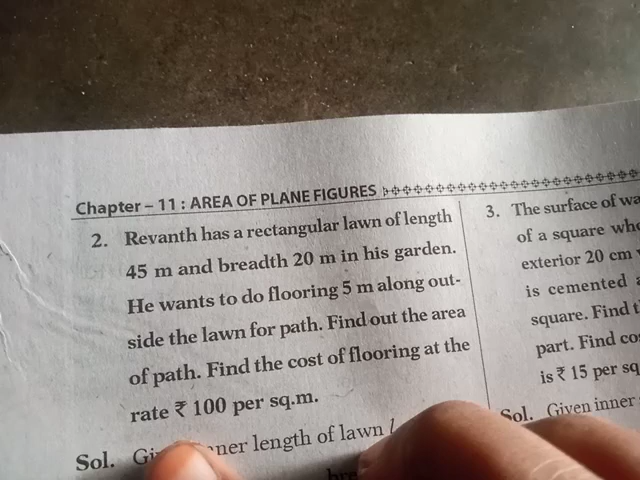 Chapter – 11 : AREA OF PLANE FIGURES
2. Revanth has a rectangular lawn of length
45 m and breadth 20 m in his garden.
He wants to do flooring 5 m along out-
side the lawn for path. Find out the area
of path. Find the cost of flooring at the
rate ₹ 100 per sq.m.
Sol. inner length of lawn
3. The surface of
of a square
exterior 20 cm
is cemented
square. Find
part. Find
is ₹ 15 per
Sol. Given inner